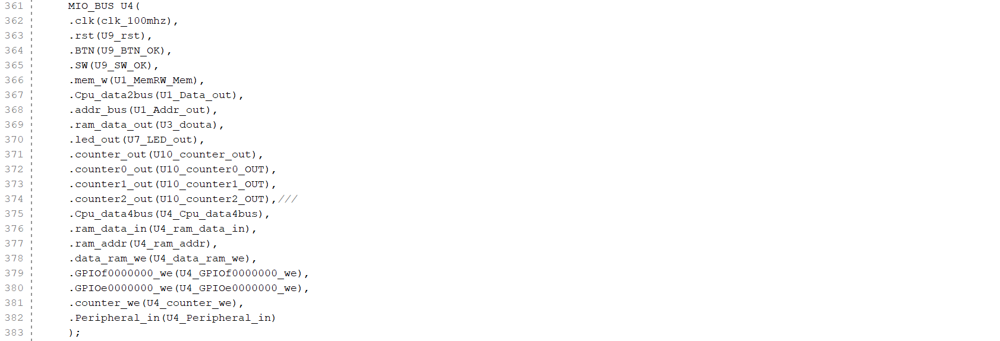 361 MIO_BUS U4(
362 .clk(clk_100mhz),
363 .rst(U9_rst),
364 .BTN(U9_BTN_OK),
365 .SW(U9_SW_OK),
366 .mem_w(U1_MemRW_Mem),
367 .Cpu_data2bus(U1_Data_out),
368 .addr_bus(U1_Addr_out),
369 .ram_data_out(U3_douta),
370 .led_out(U7_LED_out),
371 .counter_out(U10_counter_out),
372 .counter0_out(U10_counter0_OUT),
373 .counter1_out(U10_counter1_OUT),
374 .counter2_out(U10_counter2_OUT),///
375 .Cpu_data4bus(U4_Cpu_data4bus),
376 .ram_data_in(U4_ram_data_in),
377 .ram_addr(U4_ram_addr),
378 .data_ram_we(U4_data_ram_we),
379 .GPIOf0000000_we(U4_GPIOf0000000_we),
380 .GPIOe0000000_we(U4_GPIOe0000000_we),
381 .counter_we(U4_counter_we),
382 .Peripheral_in(U4_Peripheral_in)
383 );